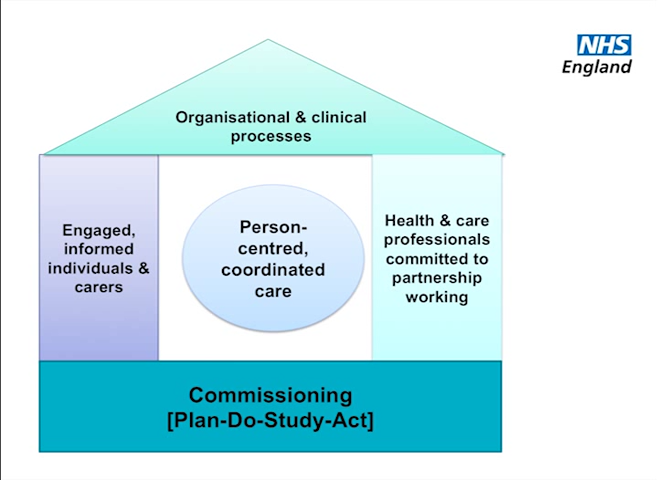 NHS
England
Organisational & clinical
processes
Engaged,
informed
individuals &
carers
Person-
centred,
coordinated
care
Health & care
professionals
committed to
partnership
working
Commissioning
[Plan-Do-Study-Act]